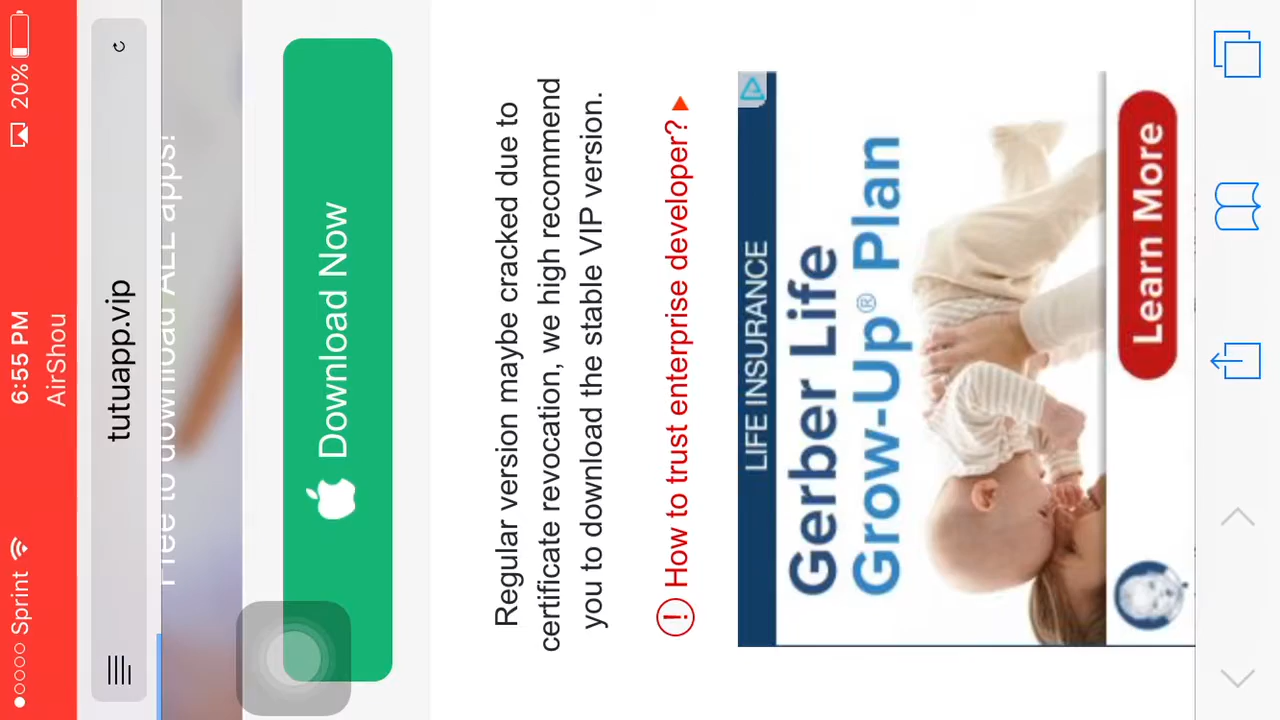 Sprint 6:55 PM 20%
AirShou
tutuapp.vip
Free to download ALL apps!
Download Now
Regular version maybe cracked due to
certificate revocation, we high recommend
you to download the stable VIP version.
! How to trust enterprise developer?
LIFE INSURANCE
Gerber Life
Grow-Up® Plan
Learn More